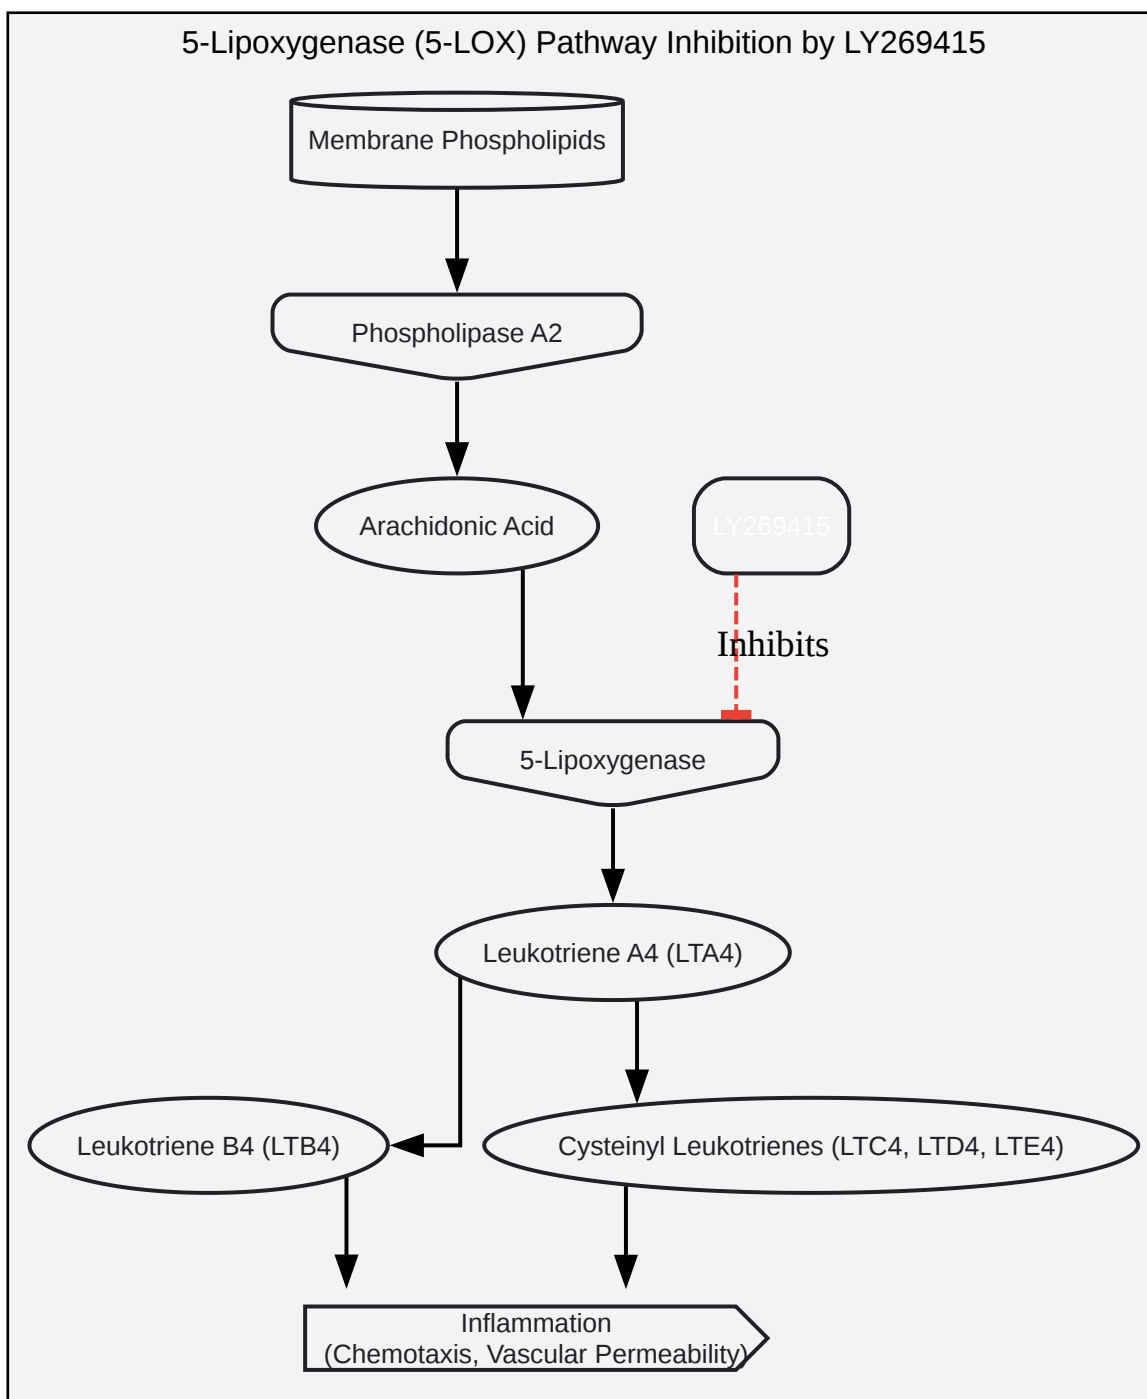 5-Lipoxygenase (5-LOX) Pathway Inhibition by LY269415
Membrane Phospholipids
Phospholipase A2
Arachidonic Acid
LY269415
Inhibits
5-Lipoxygenase
Leukotriene A4 (LTA4)
Leukotriene B4 (LTB4)
Cysteinyl Leukotrienes (LTC4, LTD4, LTE4)
Inflammation
(Chemotaxis, Vascular Permeability)